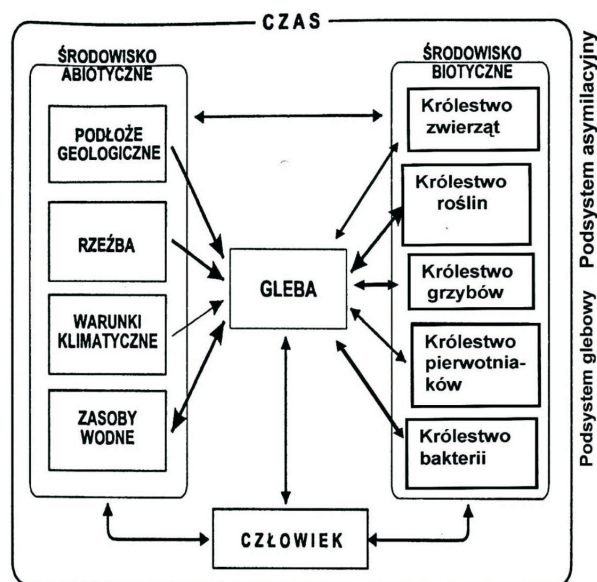 CZAS
ŚRODOWISKO
ABIOTYCZNE
PODŁOŻE
GEOLOGICZNE
RZEŹBA
WARUNKI
KLIMATYCZNE
ZASOBY
WODNE
GLEBA
CZŁOWIEK
ŚRODOWISKO
BIOTYCZNE
Królestwo
zwierząt
Królestwo
roślin
Królestwo
grzybów
Królestwo
pierwotnia-
ków
Królestwo
bakterii
Podsystem asymilacyjny
Podsystem glebowy